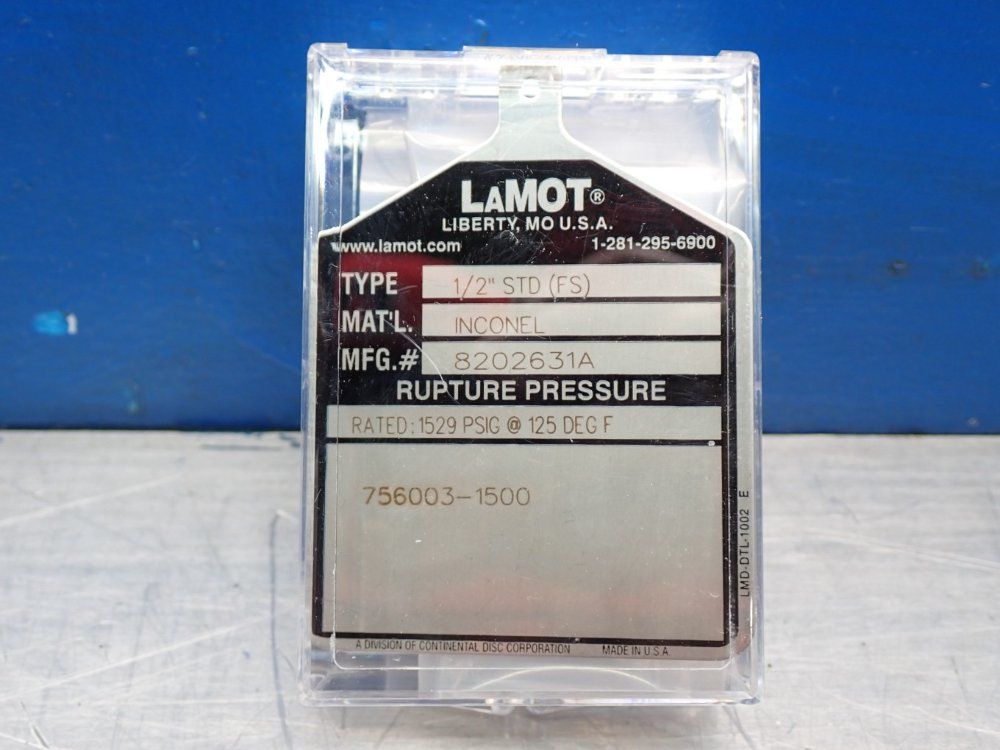 LAMOT®
LIBERTY, MO U.S.A.
www.lamot.com 1-281-295-6900
TYPE 1/2" STD (FS)
MAT'L. INCONEL
MFG.# 8202631A
RUPTURE PRESSURE
RATED: 1529 PSIG @ 125 DEG F
756003-1500
LMD-DTL-1002 E
A DIVISION OF CONTINENTAL DISC CORPORATION MADE IN U.S.A.